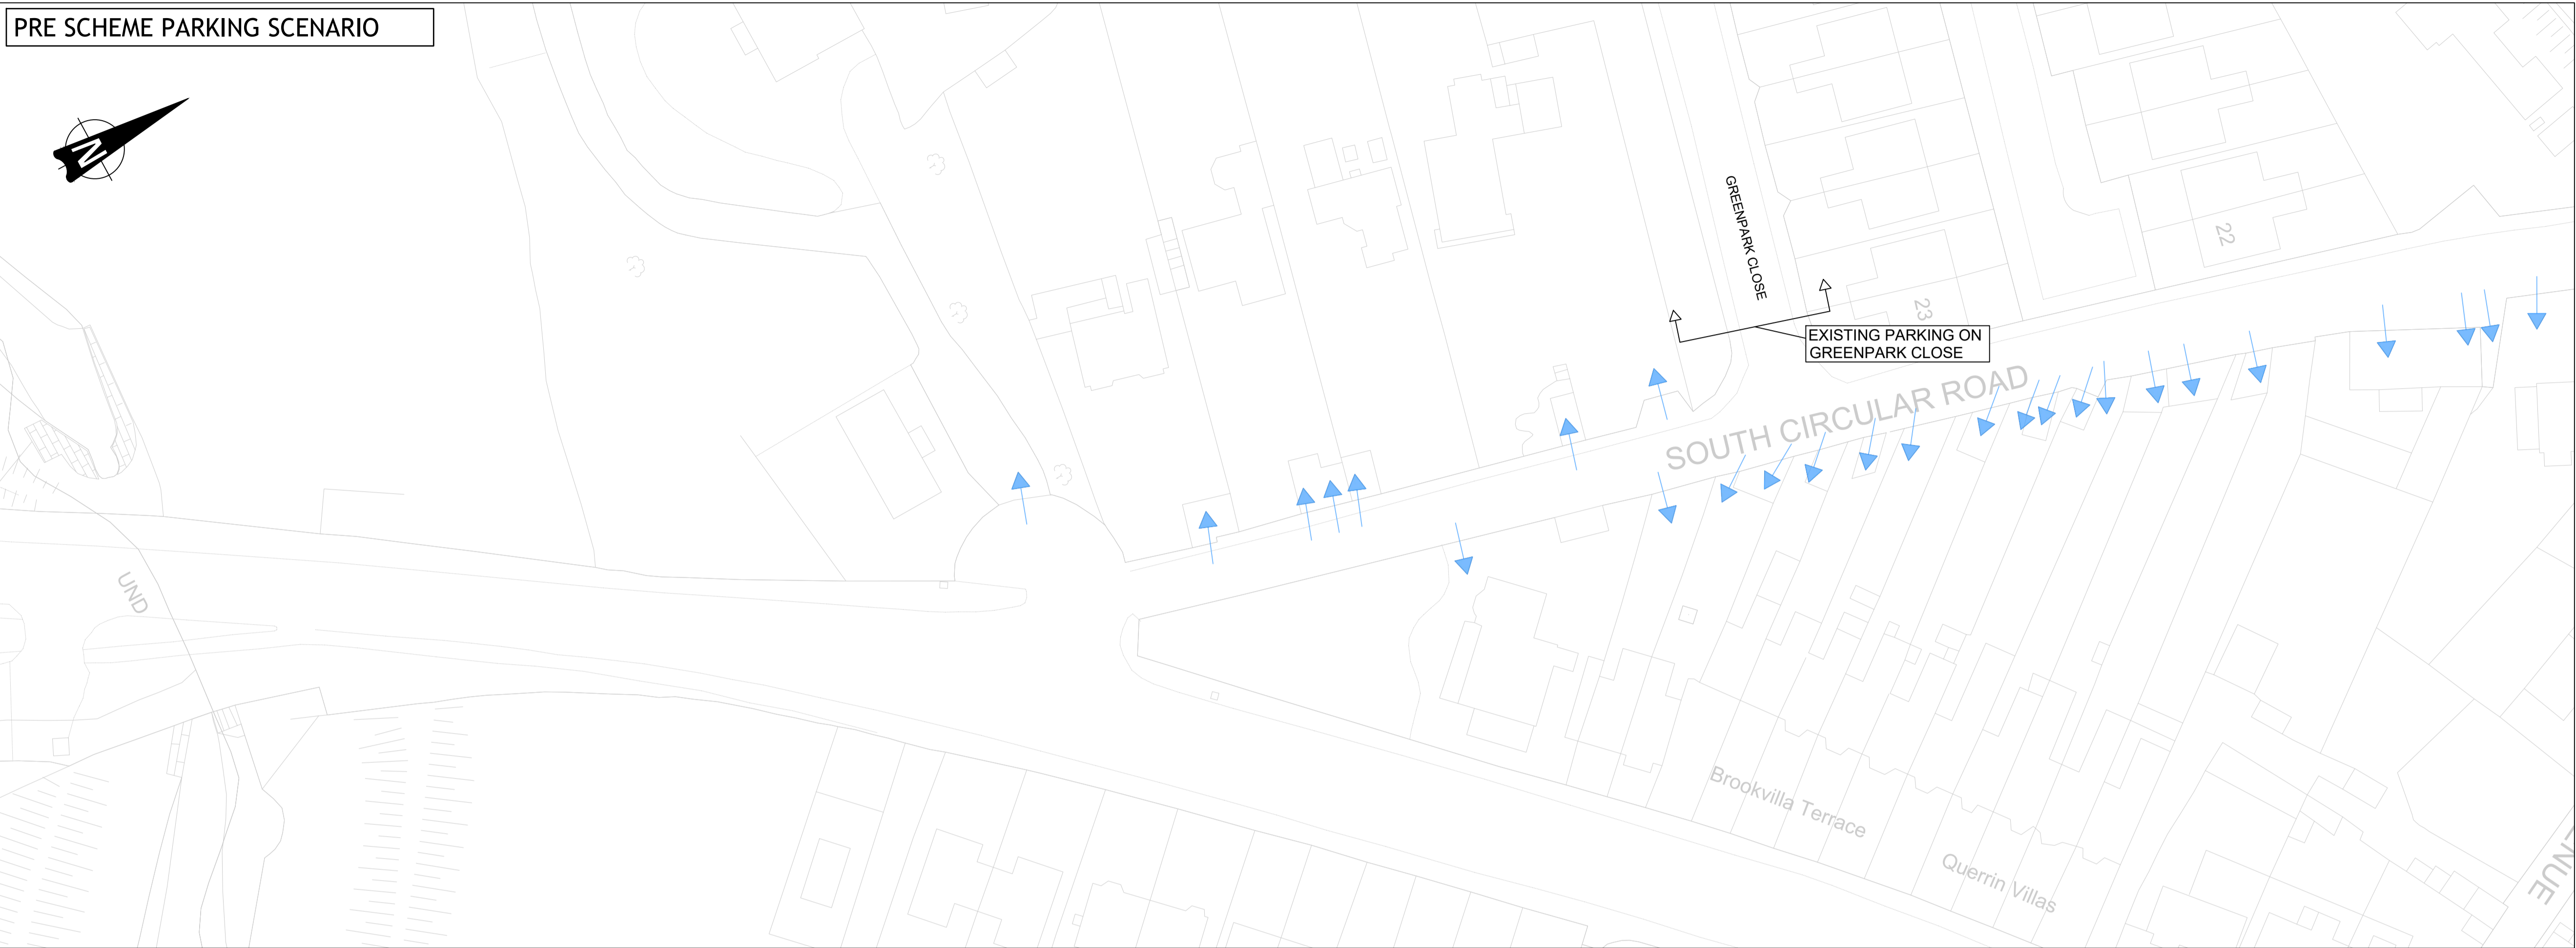 PRE SCHEME PARKING SCENARIO
N
GREENPARK CLOSE
22
23
EXISTING PARKING ON
GREENPARK CLOSE
SOUTH CIRCULAR ROAD
UND
Brookvilla Terrace
Querrin Villas
ENUE